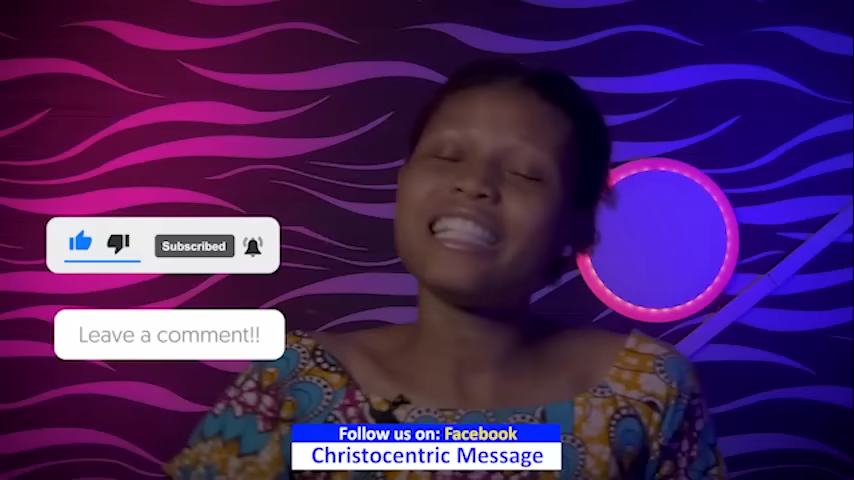 Subscribed
Leave a comment!!
Follow us on: Facebook
Christocentric Message